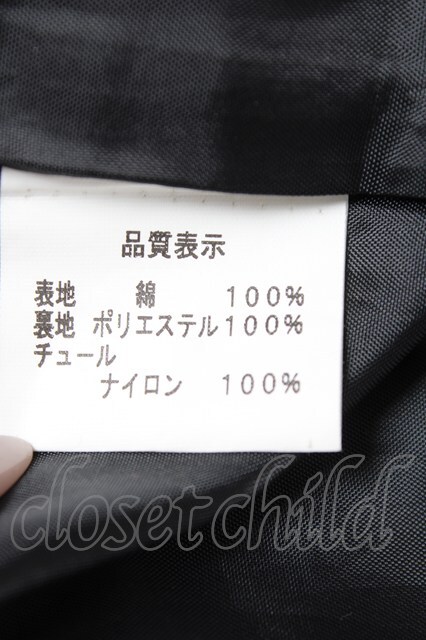 品質表示
表地 綿 100%
裏地 ポリエステル100%
チュール
ナイロン 100%
closetchild